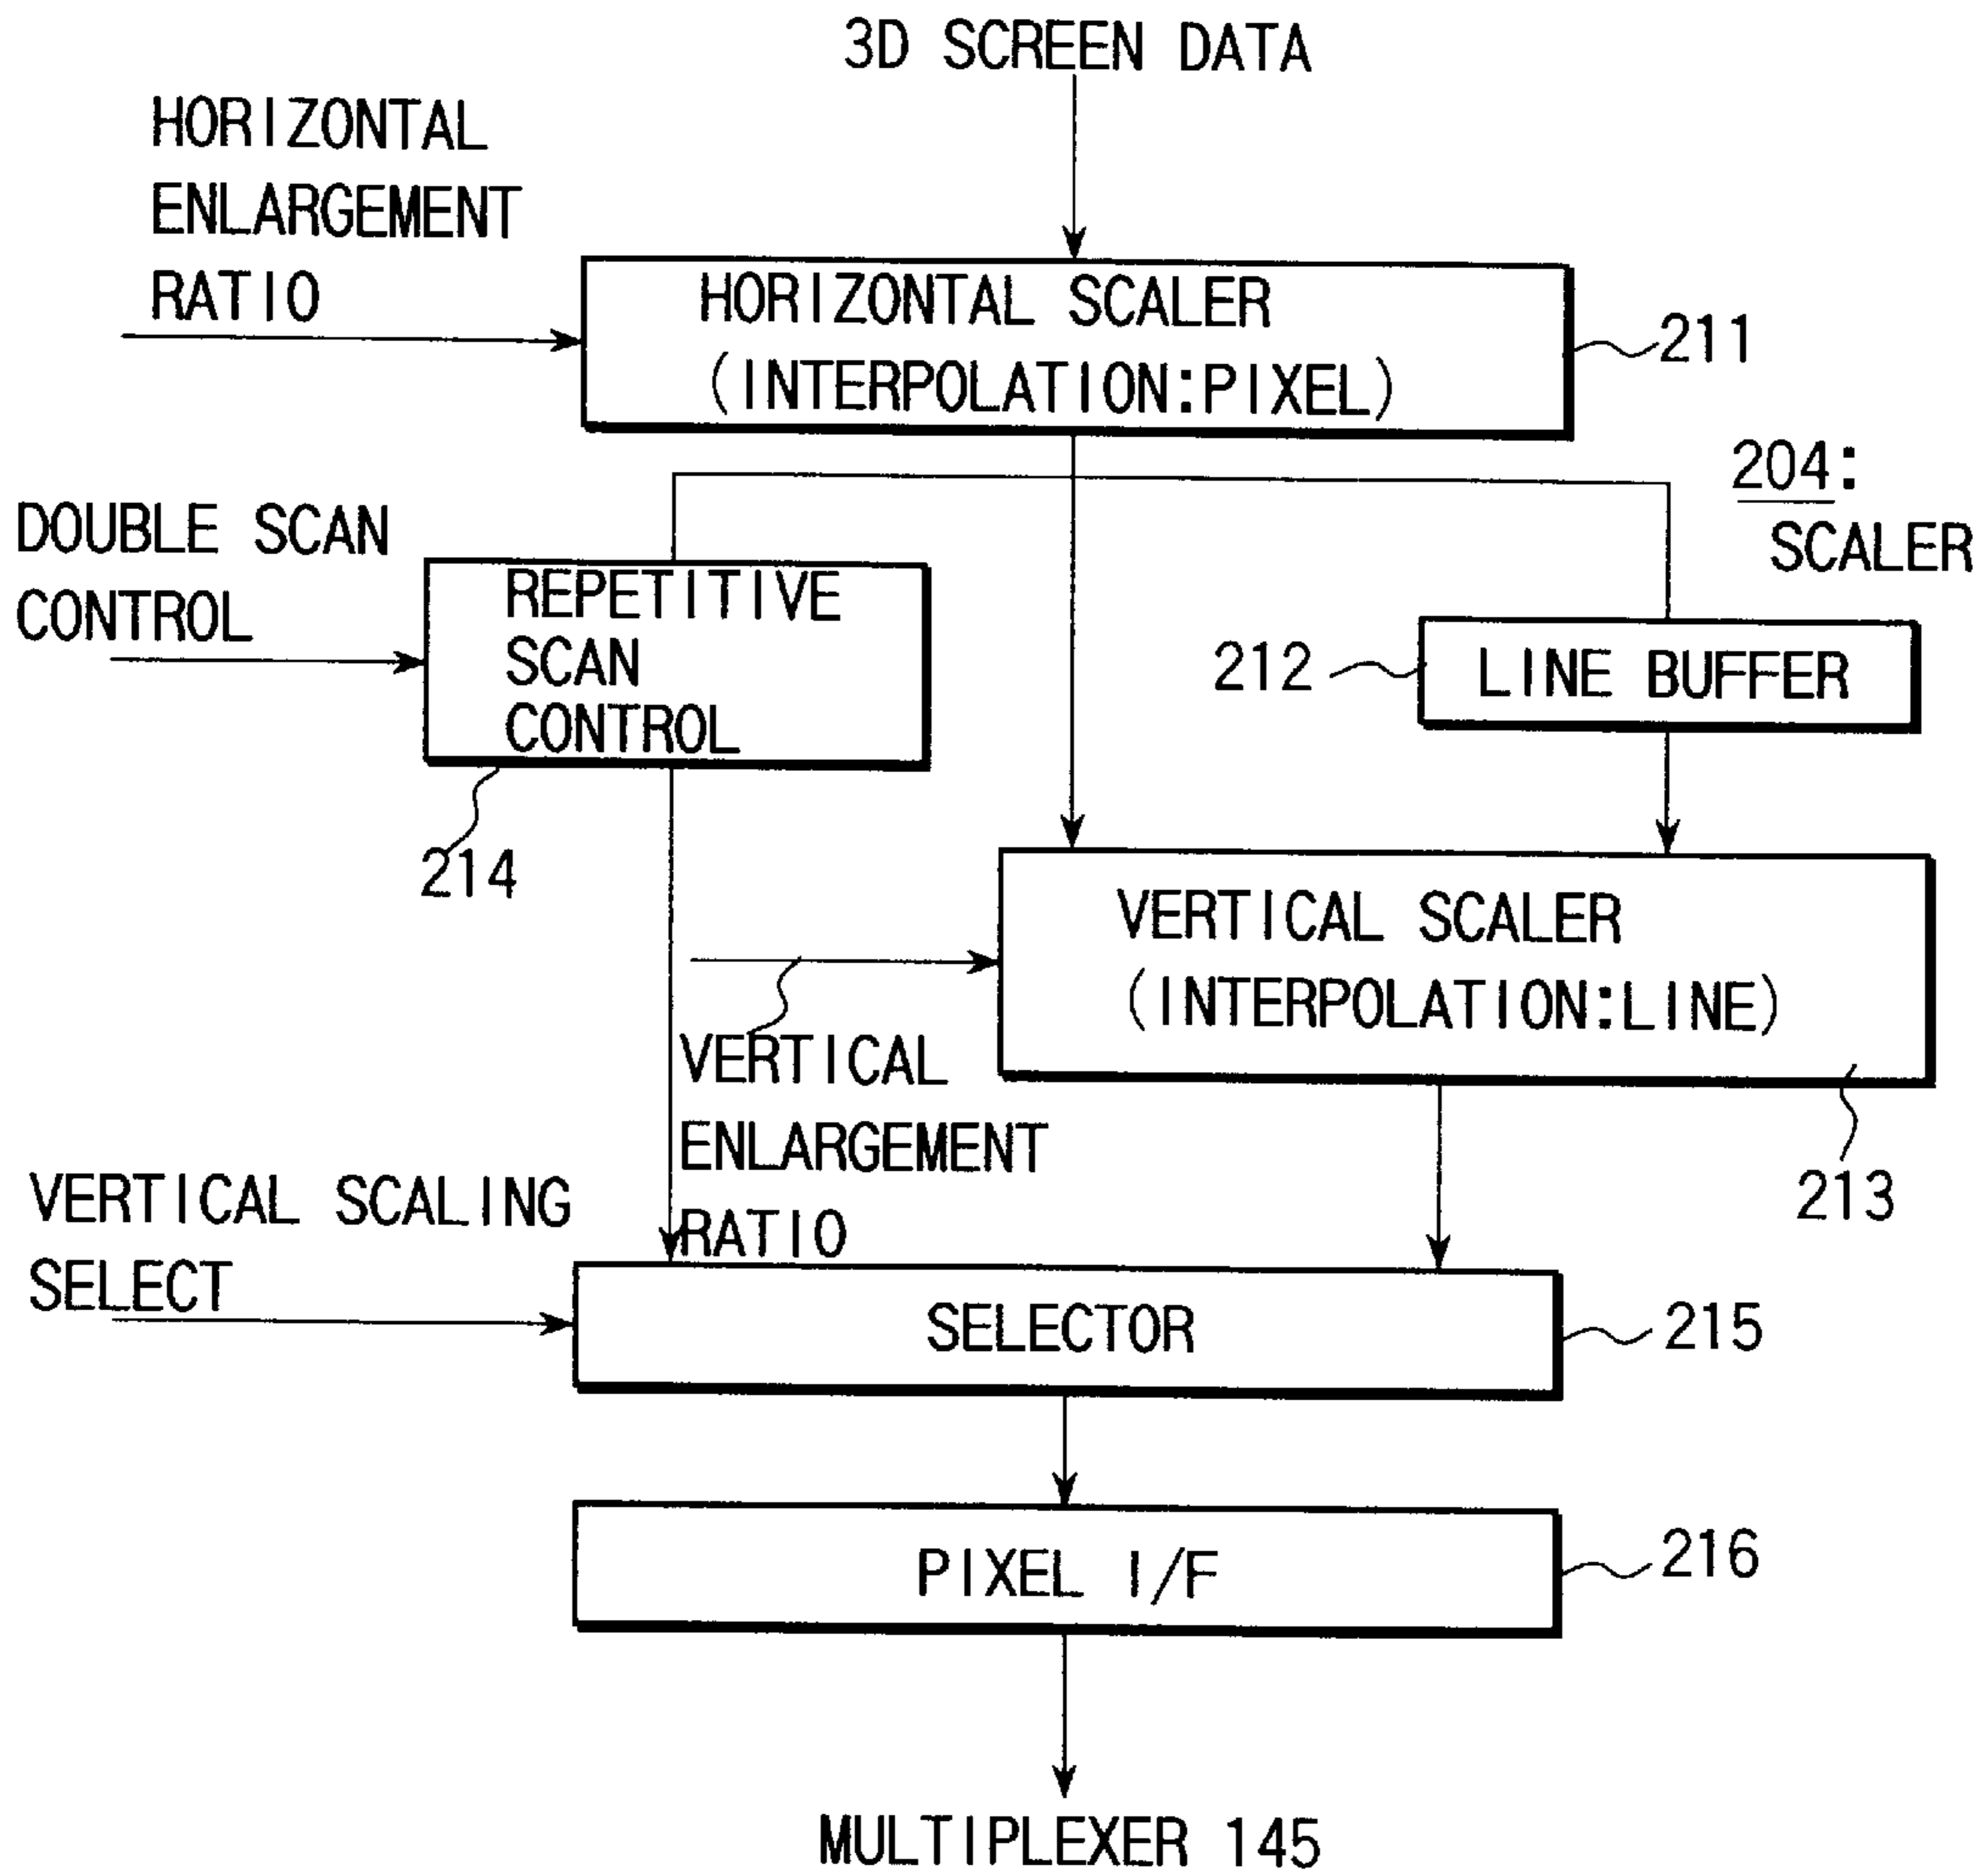 3D SCREEN DATA
HORIZONTAL
ENLARGEMENT
RATIO
HORIZONTAL SCALER
(INTERPOLATION:PIXEL)
211
204:
SCALER
DOUBLE SCAN
CONTROL
REPETITIVE
SCAN
CONTROL
212
LINE BUFFER
214
VERTICAL SCALER
(INTERPOLATION:LINE)
VERTICAL
ENLARGEMENT
RATIO
213
VERTICAL SCALING
SELECT
SELECTOR
215
PIXEL I/F
216
MULTIPLEXER 145